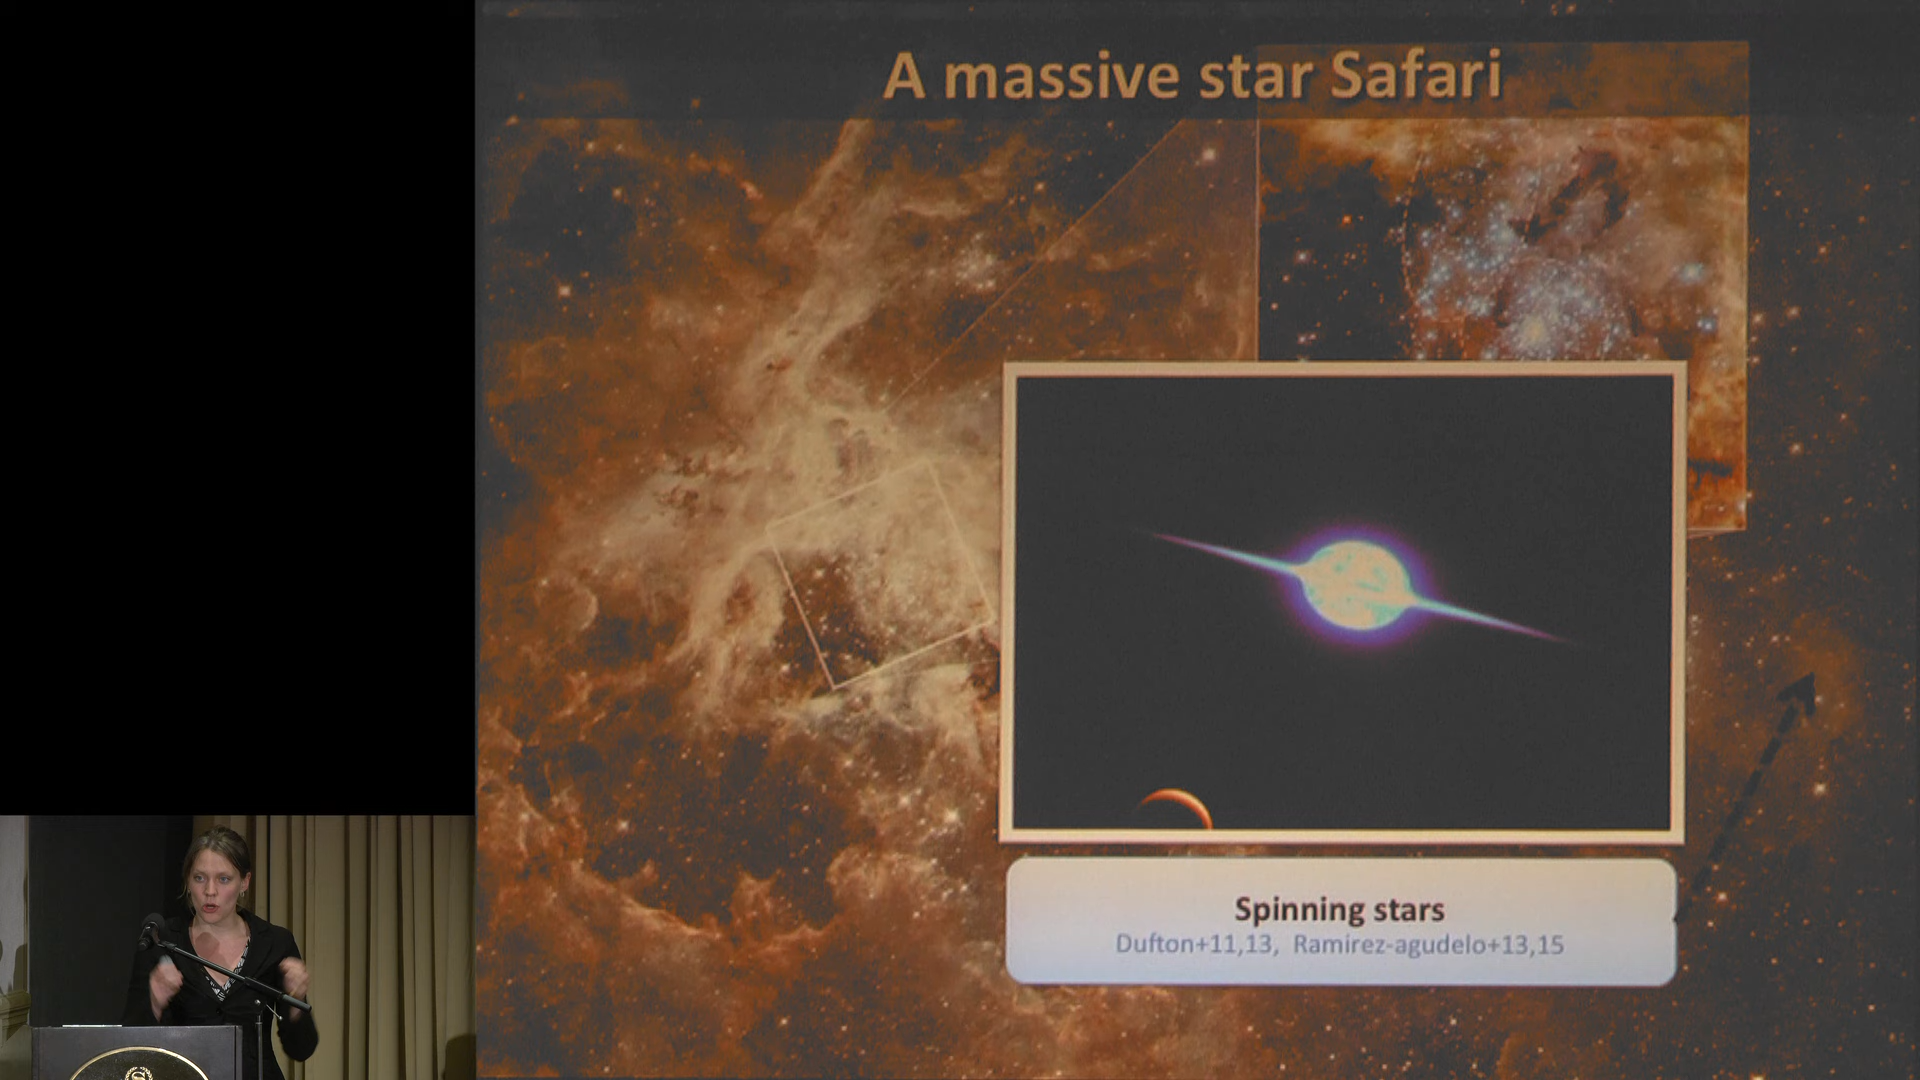 A massive star Safari
Spinning stars
Dufton+11,13, Ramirez-agudelo+13,15
S